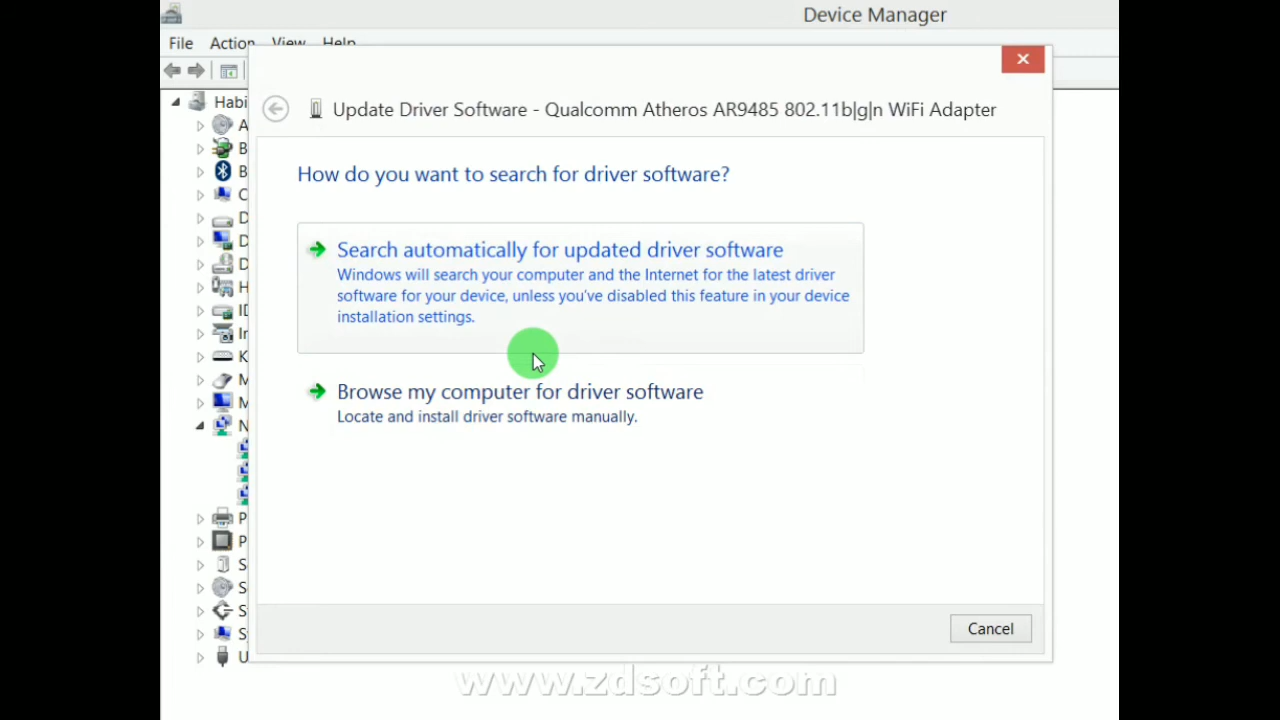 Device Manager
File Action View Help
Update Driver Software - Qualcomm Atheros AR9485 802.11b|g|n WiFi Adapter
Habi
A
B
B
C
D
D
D
H
ID
In
K
M
M
N
P
P
S
S
S
S
U
How do you want to search for driver software?
Search automatically for updated driver software
Windows will search your computer and the Internet for the latest driver
software for your device, unless you've disabled this feature in your device
installation settings.
Browse my computer for driver software
Locate and install driver software manually.
Cancel
www.zdsoft.com